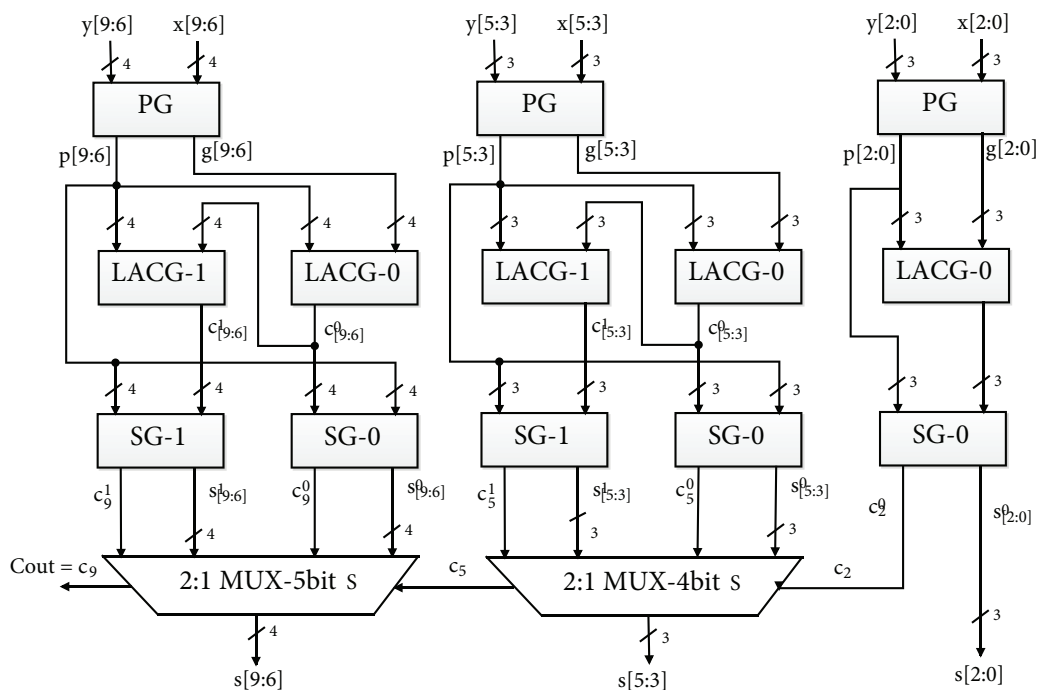 y[9:6] x[9:6] y[5:3] x[5:3] y[2:0] x[2:0]
4 4 3 3 3 3
PG PG PG
p[9:6] g[9:6] p[5:3] g[5:3] p[2:0] g[2:0]
4 4 4 4 3 3 3 3 3 3
LACG-1 LACG-0 LACG-1 LACG-0 LACG-0
c¹[9:6] c⁰[9:6] c¹[5:3] c⁰[5:3]
4 4 4 4 3 3 3 3 3 3
SG-1 SG-0 SG-1 SG-0 SG-0
c¹₉ s¹[9:6] c⁰₉ s⁰[9:6] c¹₅ s¹[5:3] c⁰₅ s⁰[5:3] c⁰₂ s⁰[2:0]
4 4 3 3
Cout = c₉ 2:1 MUX-5bit S c₅ 2:1 MUX-4bit S c₂
4 3 3
s[9:6] s[5:3] s[2:0]